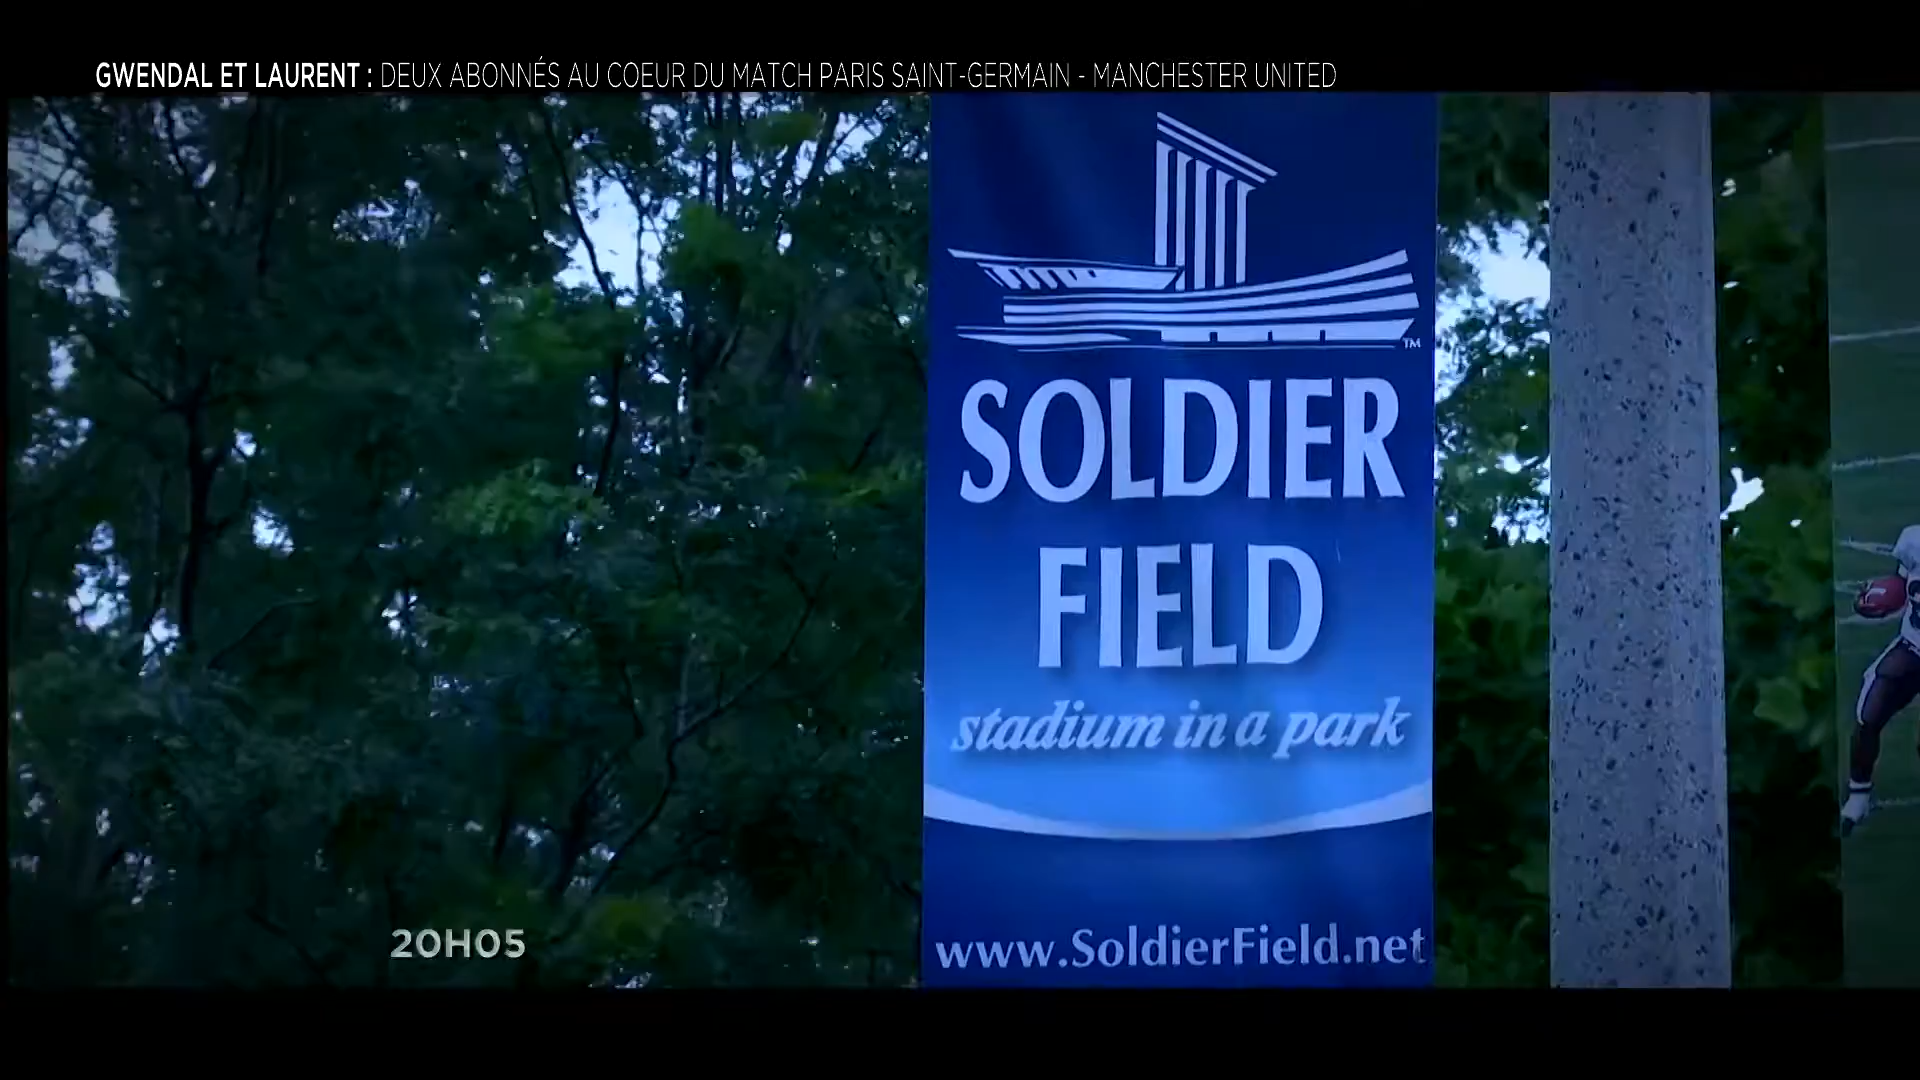 GWENDAL ET LAURENT : DEUX ABONNÉS AU COEUR DU MATCH PARIS SAINT-GERMAIN - MANCHESTER UNITED
TM
SOLDIER
FIELD
stadium in a park
www.SoldierField.net
20H05